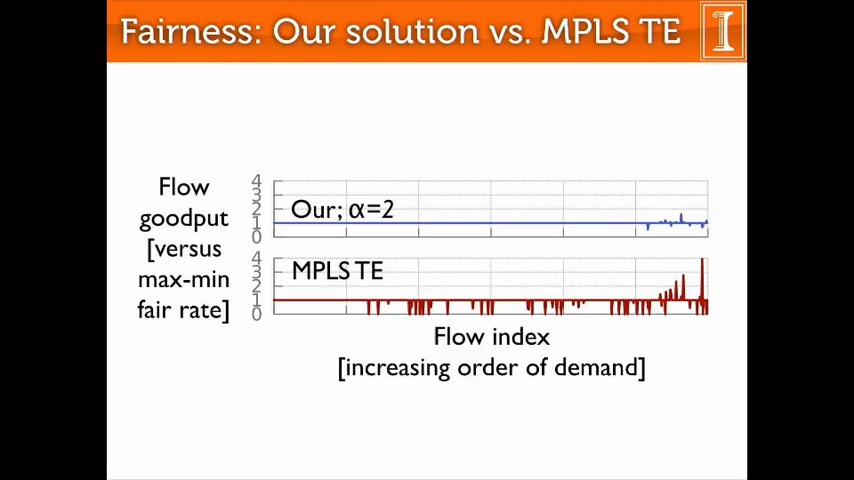 Fairness: Our solution vs. MPLS TE
Flow
goodput
[versus
max-min
fair rate]
4
3
2
1
0
Our; α=2
4
3
2
1
0
MPLS TE
Flow index
[increasing order of demand]